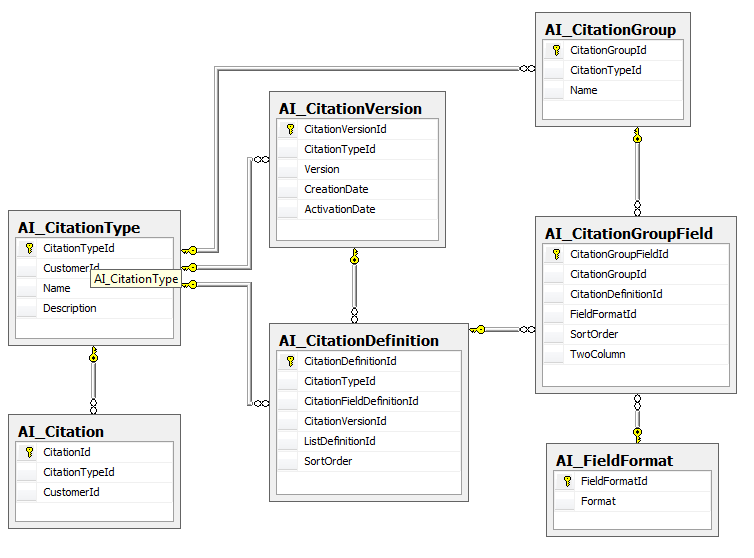 AI_CitationGroup
CitationGroupId
CitationTypeId
Name
AI_CitationVersion
CitationVersionId
CitationTypeId
Version
CreationDate
ActivationDate
AI_CitationType
CitationTypeId
CustomerId
AI_CitationType
Name
Description
AI_CitationGroupField
CitationGroupFieldId
CitationGroupId
CitationDefinitionId
FieldFormatId
SortOrder
TwoColumn
AI_CitationDefinition
CitationDefinitionId
CitationTypeId
CitationFieldDefinitionId
CitationVersionId
ListDefinitionId
SortOrder
AI_Citation
CitationId
CitationTypeId
CustomerId
AI_FieldFormat
FieldFormatId
Format